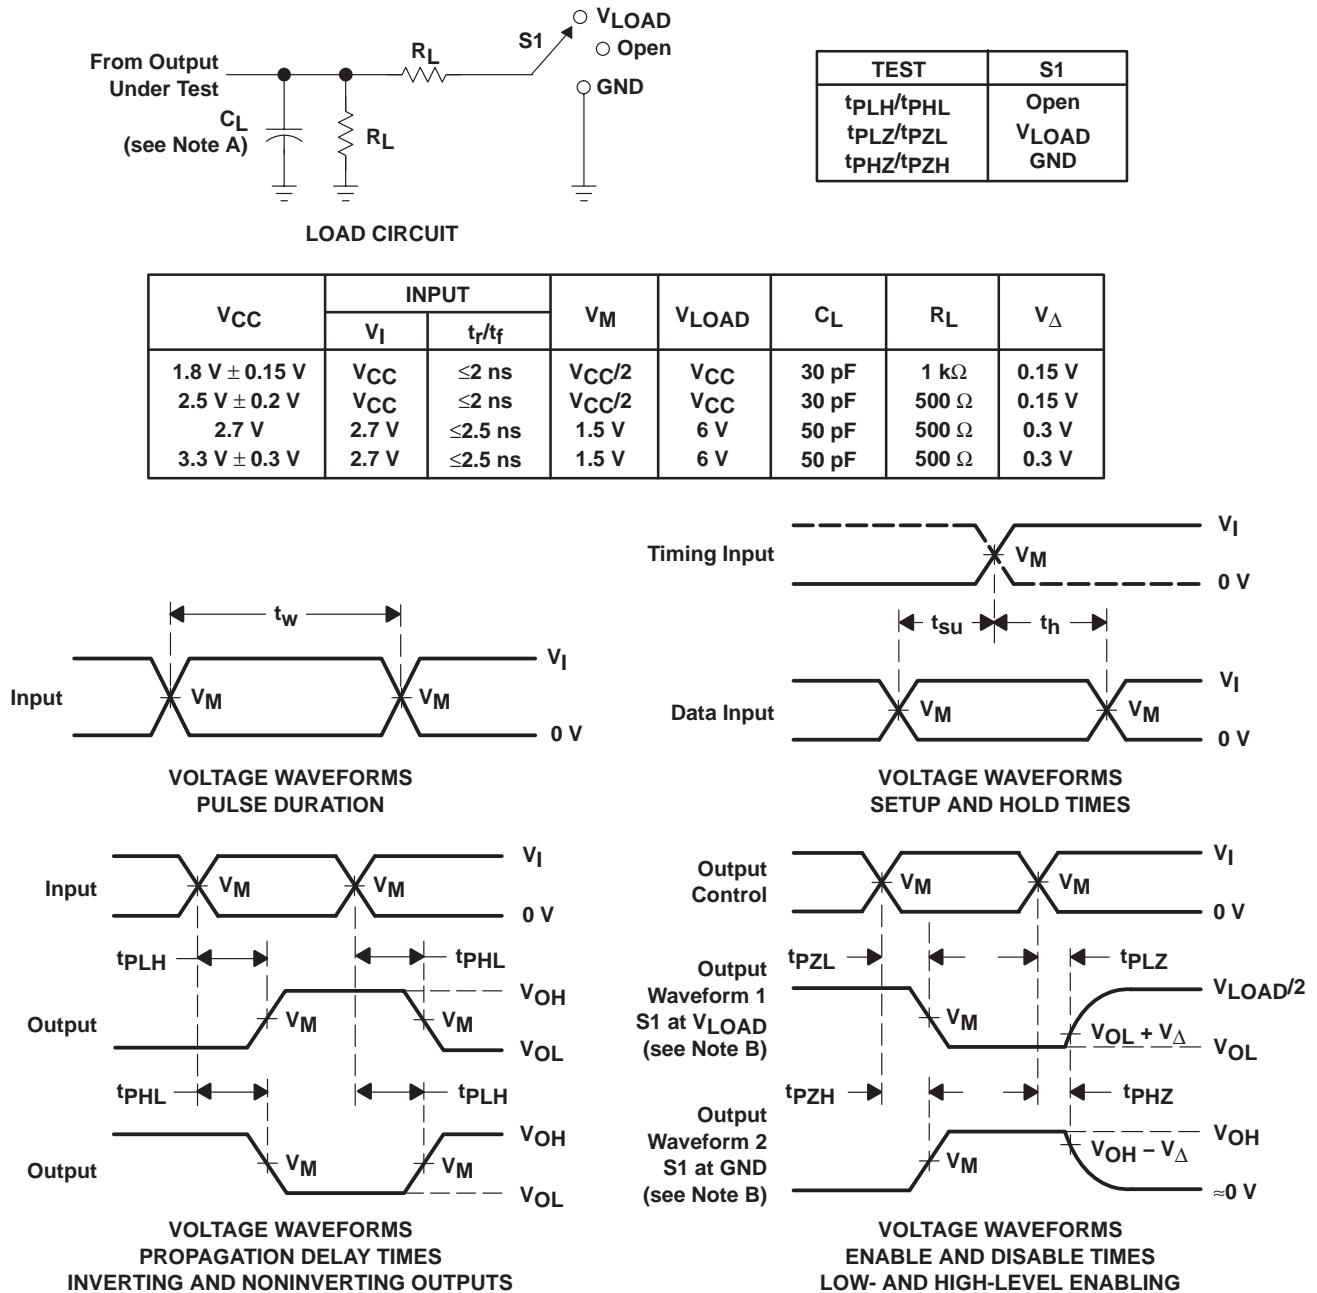 VLOAD
S1
Open
RL
From Output
Under Test
GND
CL
(see Note A)
RL
LOAD CIRCUIT
TEST S1
tPLH/tPHL Open
tPLZ/tPZL VLOAD
tPHZ/tPZH GND
VCC INPUT VM VLOAD CL RL VΔ
VI tr/tf
1.8 V ± 0.15 V VCC ≤2 ns VCC/2 VCC 30 pF 1 kΩ 0.15 V
2.5 V ± 0.2 V VCC ≤2 ns VCC/2 VCC 30 pF 500 Ω 0.15 V
2.7 V 2.7 V ≤2.5 ns 1.5 V 6 V 50 pF 500 Ω 0.3 V
3.3 V ± 0.3 V 2.7 V ≤2.5 ns 1.5 V 6 V 50 pF 500 Ω 0.3 V
tw
VI
Input VM VM
0 V
VOLTAGE WAVEFORMS
PULSE DURATION
VI
Timing Input VM
0 V
tsu th
VI
Data Input VM VM
0 V
VOLTAGE WAVEFORMS
SETUP AND HOLD TIMES
VI
Input VM VM
0 V
tPLH tPHL
VOH
Output VM VM
VOL
tPHL tPLH
VOH
Output VM VM
VOL
VOLTAGE WAVEFORMS
PROPAGATION DELAY TIMES
INVERTING AND NONINVERTING OUTPUTS
VI
Output
Control
VM VM
0 V
tPZL tPLZ
Output
Waveform 1
S1 at VLOAD
(see Note B)
VLOAD/2
VM
VOL + VΔ
VOL
tPZH tPHZ
Output
Waveform 2
S1 at GND
(see Note B)
VOH
VM
VOH − VΔ
≈0 V
VOLTAGE WAVEFORMS
ENABLE AND DISABLE TIMES
LOW- AND HIGH-LEVEL ENABLING